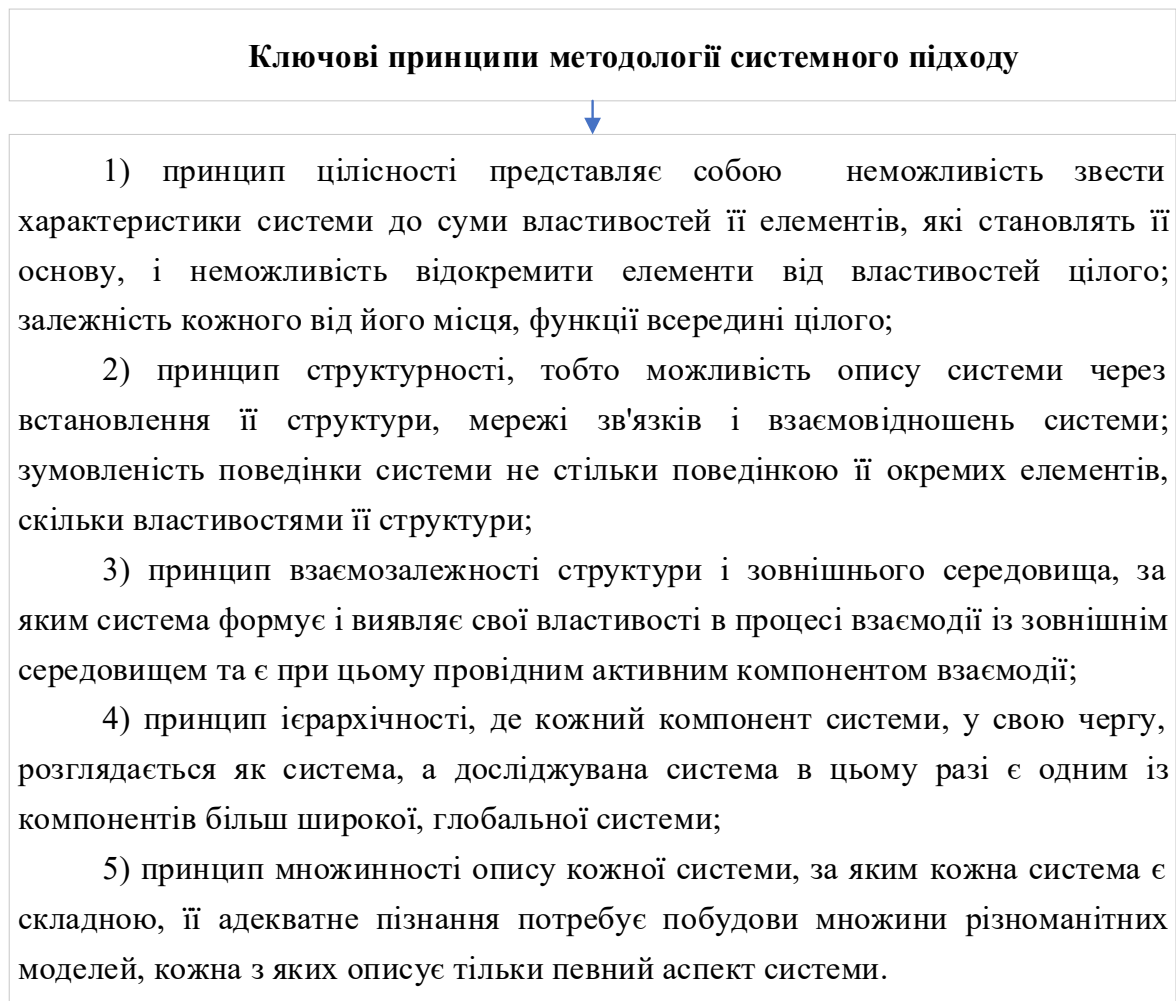 Ключові принципи методології системного підходу
1) принцип цілісності представляє собою неможливість звести
характеристики системи до суми властивостей її елементів, які становлять її
основу, і неможливість відокремити елементи від властивостей цілого;
залежність кожного від його місця, функції всередині цілого;
2) принцип структурності, тобто можливість опису системи через
встановлення її структури, мережі зв'язків і взаємовідношень системи;
зумовленість поведінки системи не стільки поведінкою її окремих елементів,
скільки властивостями її структури;
3) принцип взаємозалежності структури і зовнішнього середовища, за
яким система формує і виявляє свої властивості в процесі взаємодії із зовнішнім
середовищем та є при цьому провідним активним компонентом взаємодії;
4) принцип ієрархічності, де кожний компонент системи, у свою чергу,
розглядається як система, а досліджувана система в цьому разі є одним із
компонентів більш широкої, глобальної системи;
5) принцип множинності опису кожної системи, за яким кожна система є
складною, її адекватне пізнання потребує побудови множини різноманітних
моделей, кожна з яких описує тільки певний аспект системи.